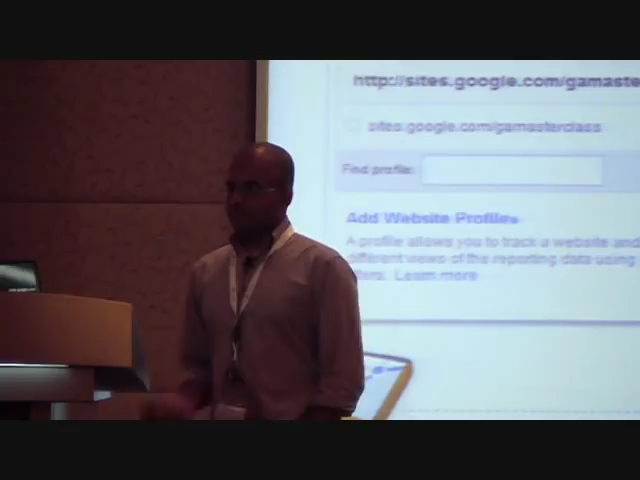 http://sites.google.com/gamaste
sites.google.com/gamasterclass
Find profile:
Add Website Profile»
A profile allows you to track a website and
different views of the reporting data using
filters. Learn more